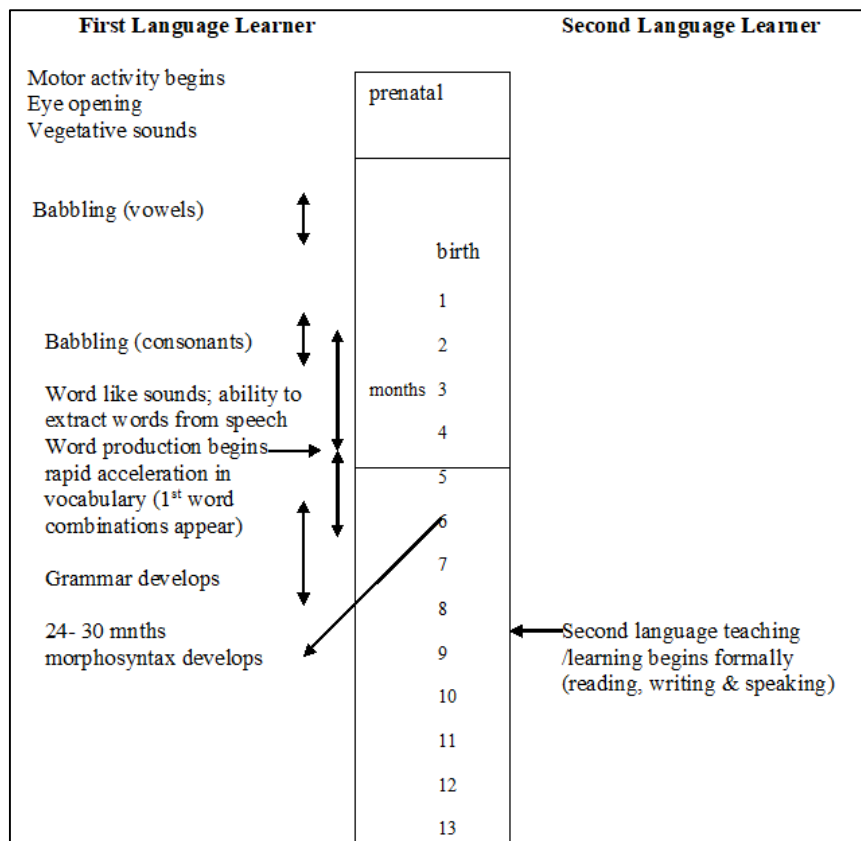 First Language Learner
Second Language Learner
Motor activity begins
Eye opening
Vegetative sounds
prenatal
Babbling (vowels)
birth
1
Babbling (consonants)
2
Word like sounds; ability to
extract words from speech
months 3
4
Word production begins
rapid acceleration in
vocabulary (1st word
combinations appear)
5
6
7
Grammar develops
8
24- 30 mnths
morphosyntax develops
9
Second language teaching
/learning begins formally
(reading, writing & speaking)
10
11
12
13